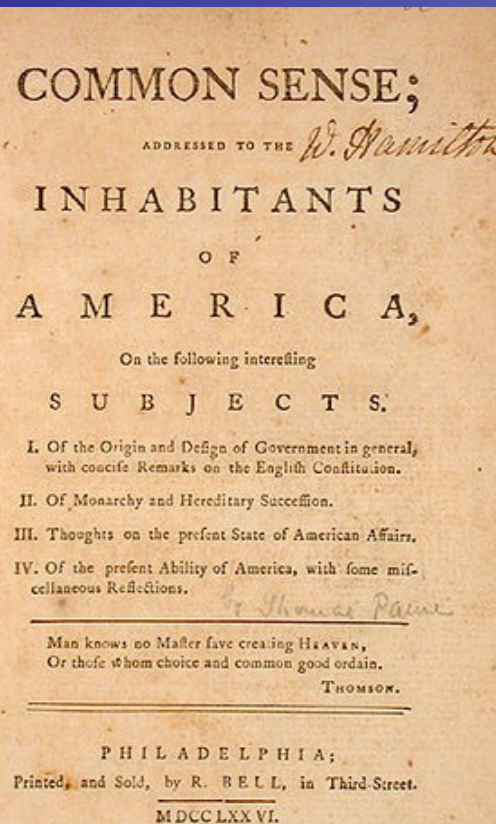 COMMON SENSE;
ADDRESSED TO THE W. Hamilton
INHABITANTS
OF
AMERICA,
On the following intereſting
SUBJECTS.
I. Of the Origin and Deſign of Government in general,
with conciſe Remarks on the Engliſh Conſtitution.
II. Of Monarchy and Hereditary Succeſſion.
III. Thoughts on the preſent State of American Affairs.
IV. Of the preſent Ability of America, with ſome miſ-
cellaneous Reflections.
by Thomas Paine
Man knows no Maſter ſave creating HEAVEN,
Or thoſe whom choice and common good ordain.
THOMSON.
PHILADELPHIA;
Printed, and Sold, by R. BELL, in Third-Street.
MDCCLXXVI.